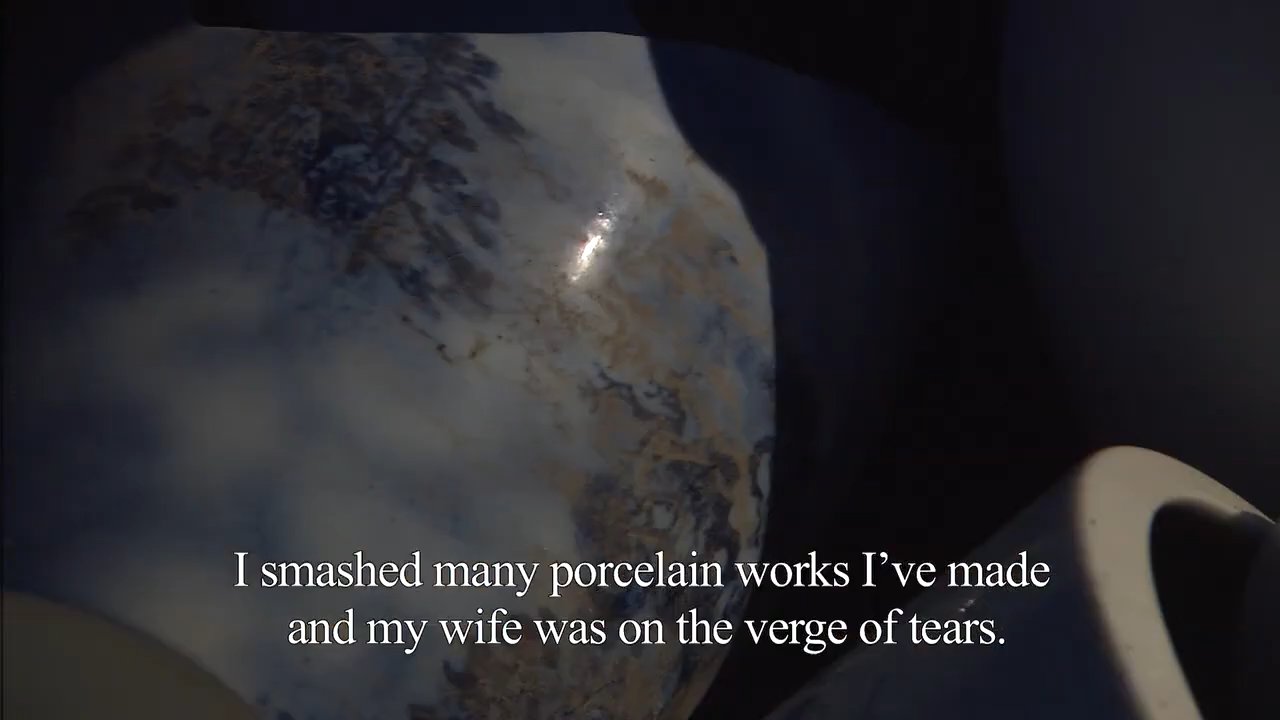 I smashed many porcelain works I’ve made
and my wife was on the verge of tears.